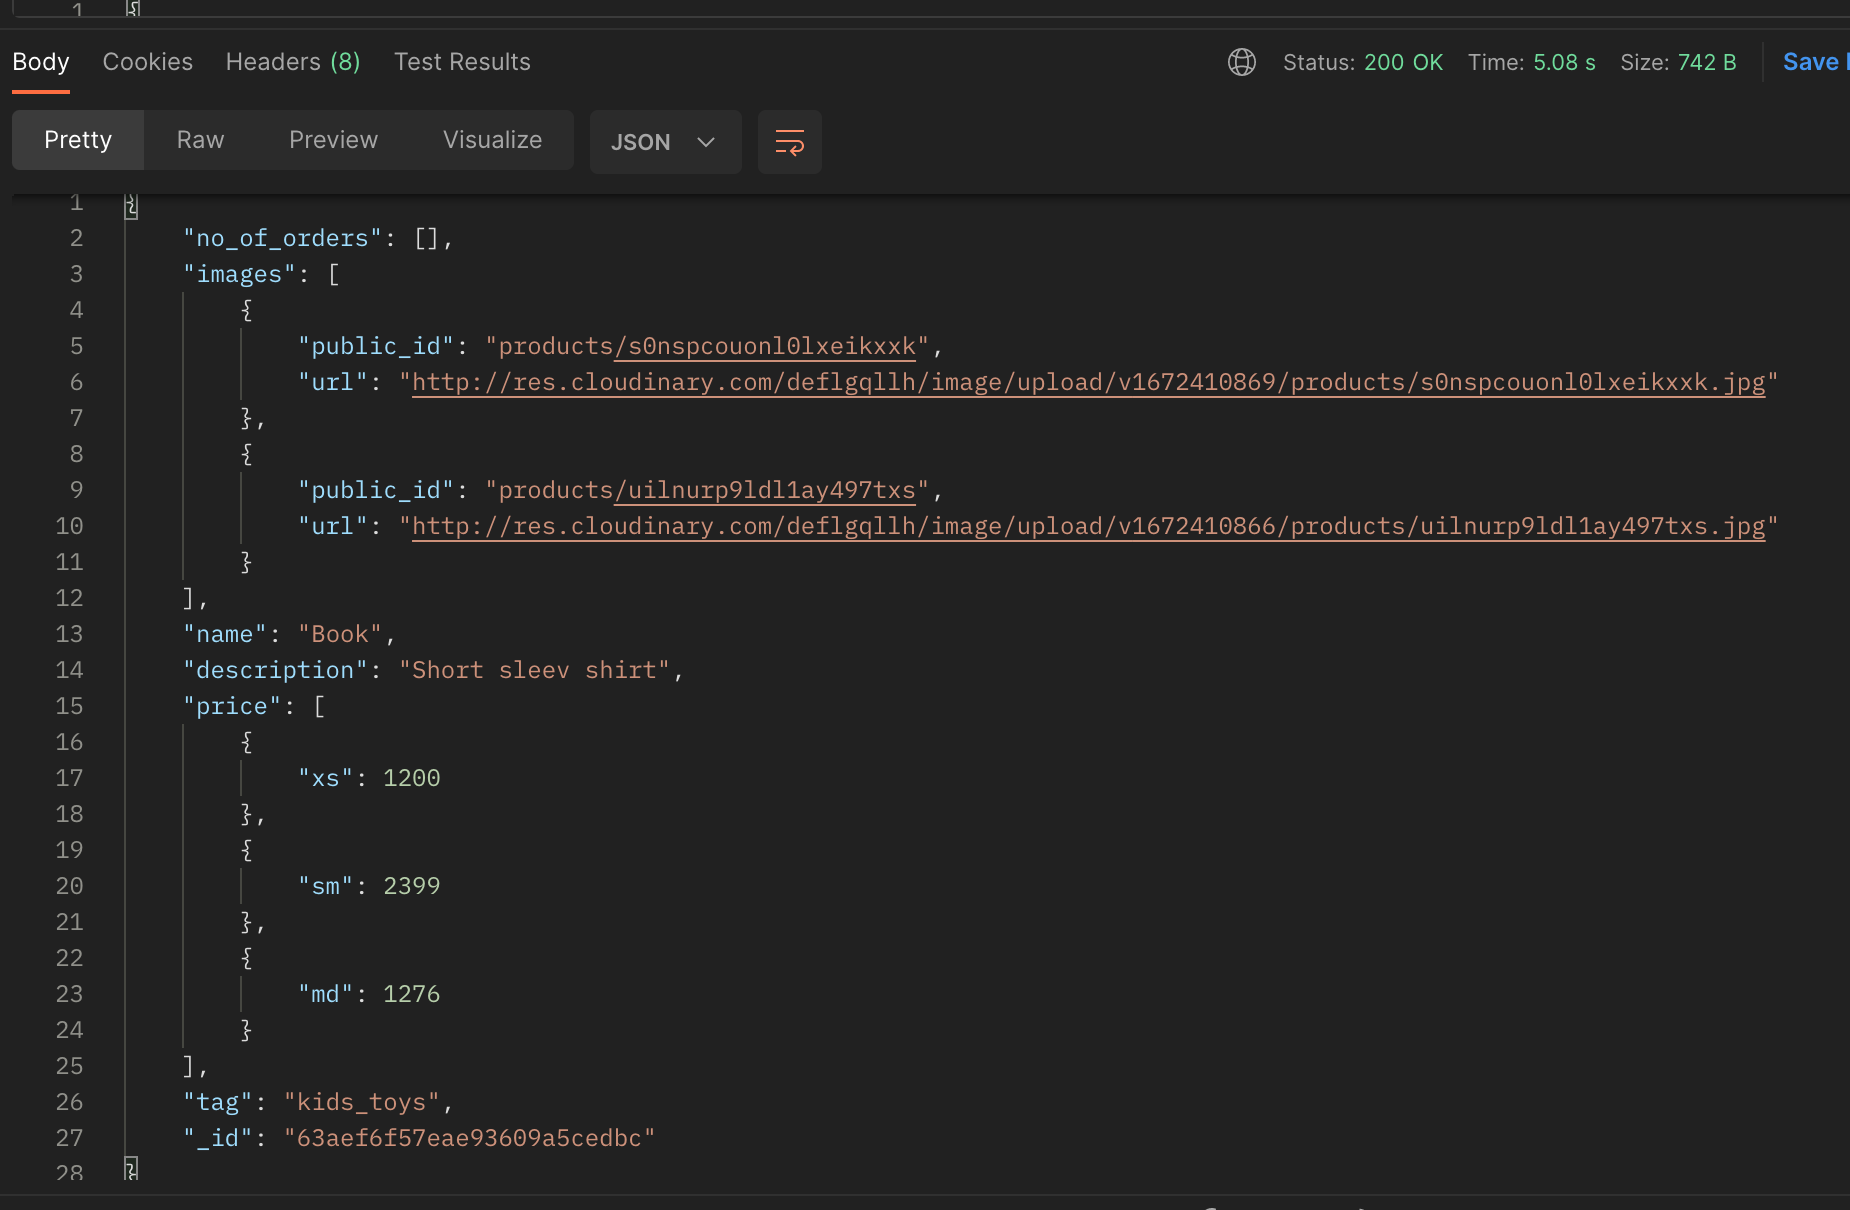 1 {
Body Cookies Headers (8) Test Results Status: 200 OK Time: 5.08 s Size: 742 B Save
Pretty Raw Preview Visualize JSON
1 {
2 "no_of_orders": [],
3 "images": [
4 {
5 "public_id": "products/s0nspcouonl0lxeikxxk",
6 "url": "http://res.cloudinary.com/deflgqllh/image/upload/v1672410869/products/s0nspcouonl0lxeikxxk.jpg"
7 },
8 {
9 "public_id": "products/uilnurp9ldl1ay497txs",
10 "url": "http://res.cloudinary.com/deflgqllh/image/upload/v1672410866/products/uilnurp9ldl1ay497txs.jpg"
11 }
12 ],
13 "name": "Book",
14 "description": "Short sleev shirt",
15 "price": [
16 {
17 "xs": 1200
18 },
19 {
20 "sm": 2399
21 },
22 {
23 "md": 1276
24 }
25 ],
26 "tag": "kids_toys",
27 "_id": "63aef6f57eae93609a5cedbc"
28 }